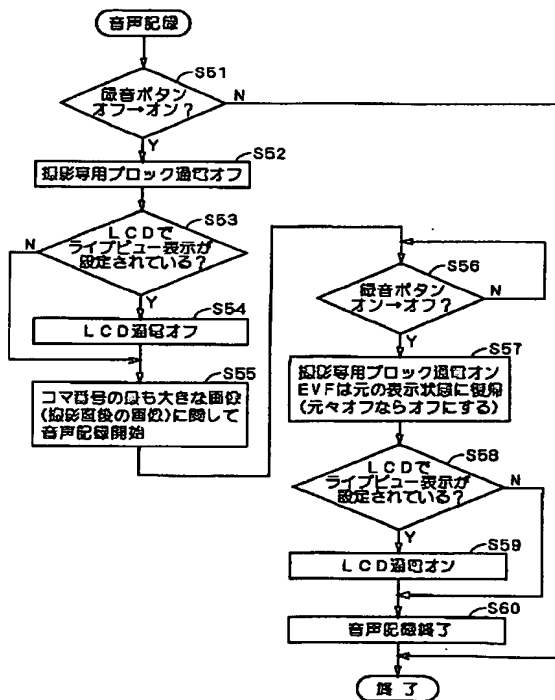 音声記録
S51
録音ボタン
オフ→オン?
N
Y
S52
撮影専用ブロック通電オフ
S53
LCDで
ライブビュー表示が
設定されている?
N
Y
S54
LCD通電オフ
S55
コマ番号の最も大きな画像
(撮影直後の画像)に関して
音声記録開始
S56
録音ボタン
オン→オフ?
N
Y
S57
撮影専用ブロック通電オン
EVFは元の表示状態に復帰
(元々オフならオフにする)
S58
LCDで
ライブビュー表示が
設定されている?
N
Y
S59
LCD通電オン
S60
音声記録終了
終了